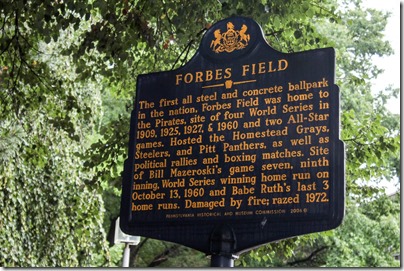 FORBES FIELD
The first all steel and concrete ballpark
in the nation, Forbes Field was home to
the Pirates, site of four World Series in
1909, 1925, 1927, & 1960 and two All-Star
games. Hosted the Homestead Grays,
Steelers, and Pitt Panthers, as well as
political rallies and boxing matches. Site
of Bill Mazeroski's game seven, ninth
inning, World Series winning home run on
October 13, 1960 and Babe Ruth's last 3
home runs. Damaged by fire; razed 1972.
PENNSYLVANIA HISTORICAL AND MUSEUM COMMISSION 2006